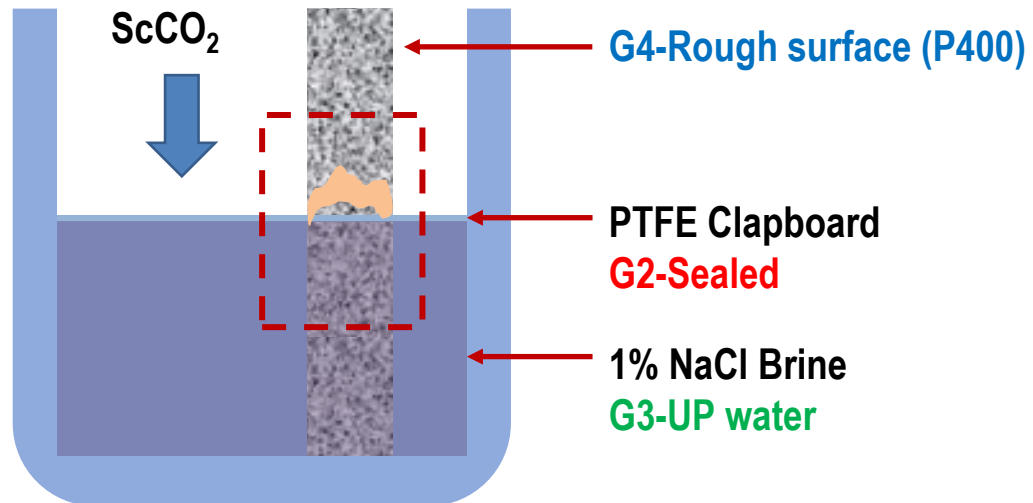 ScCO₂
G4-Rough surface (P400)
PTFE Clapboard
G2-Sealed
1% NaCl Brine
G3-UP water